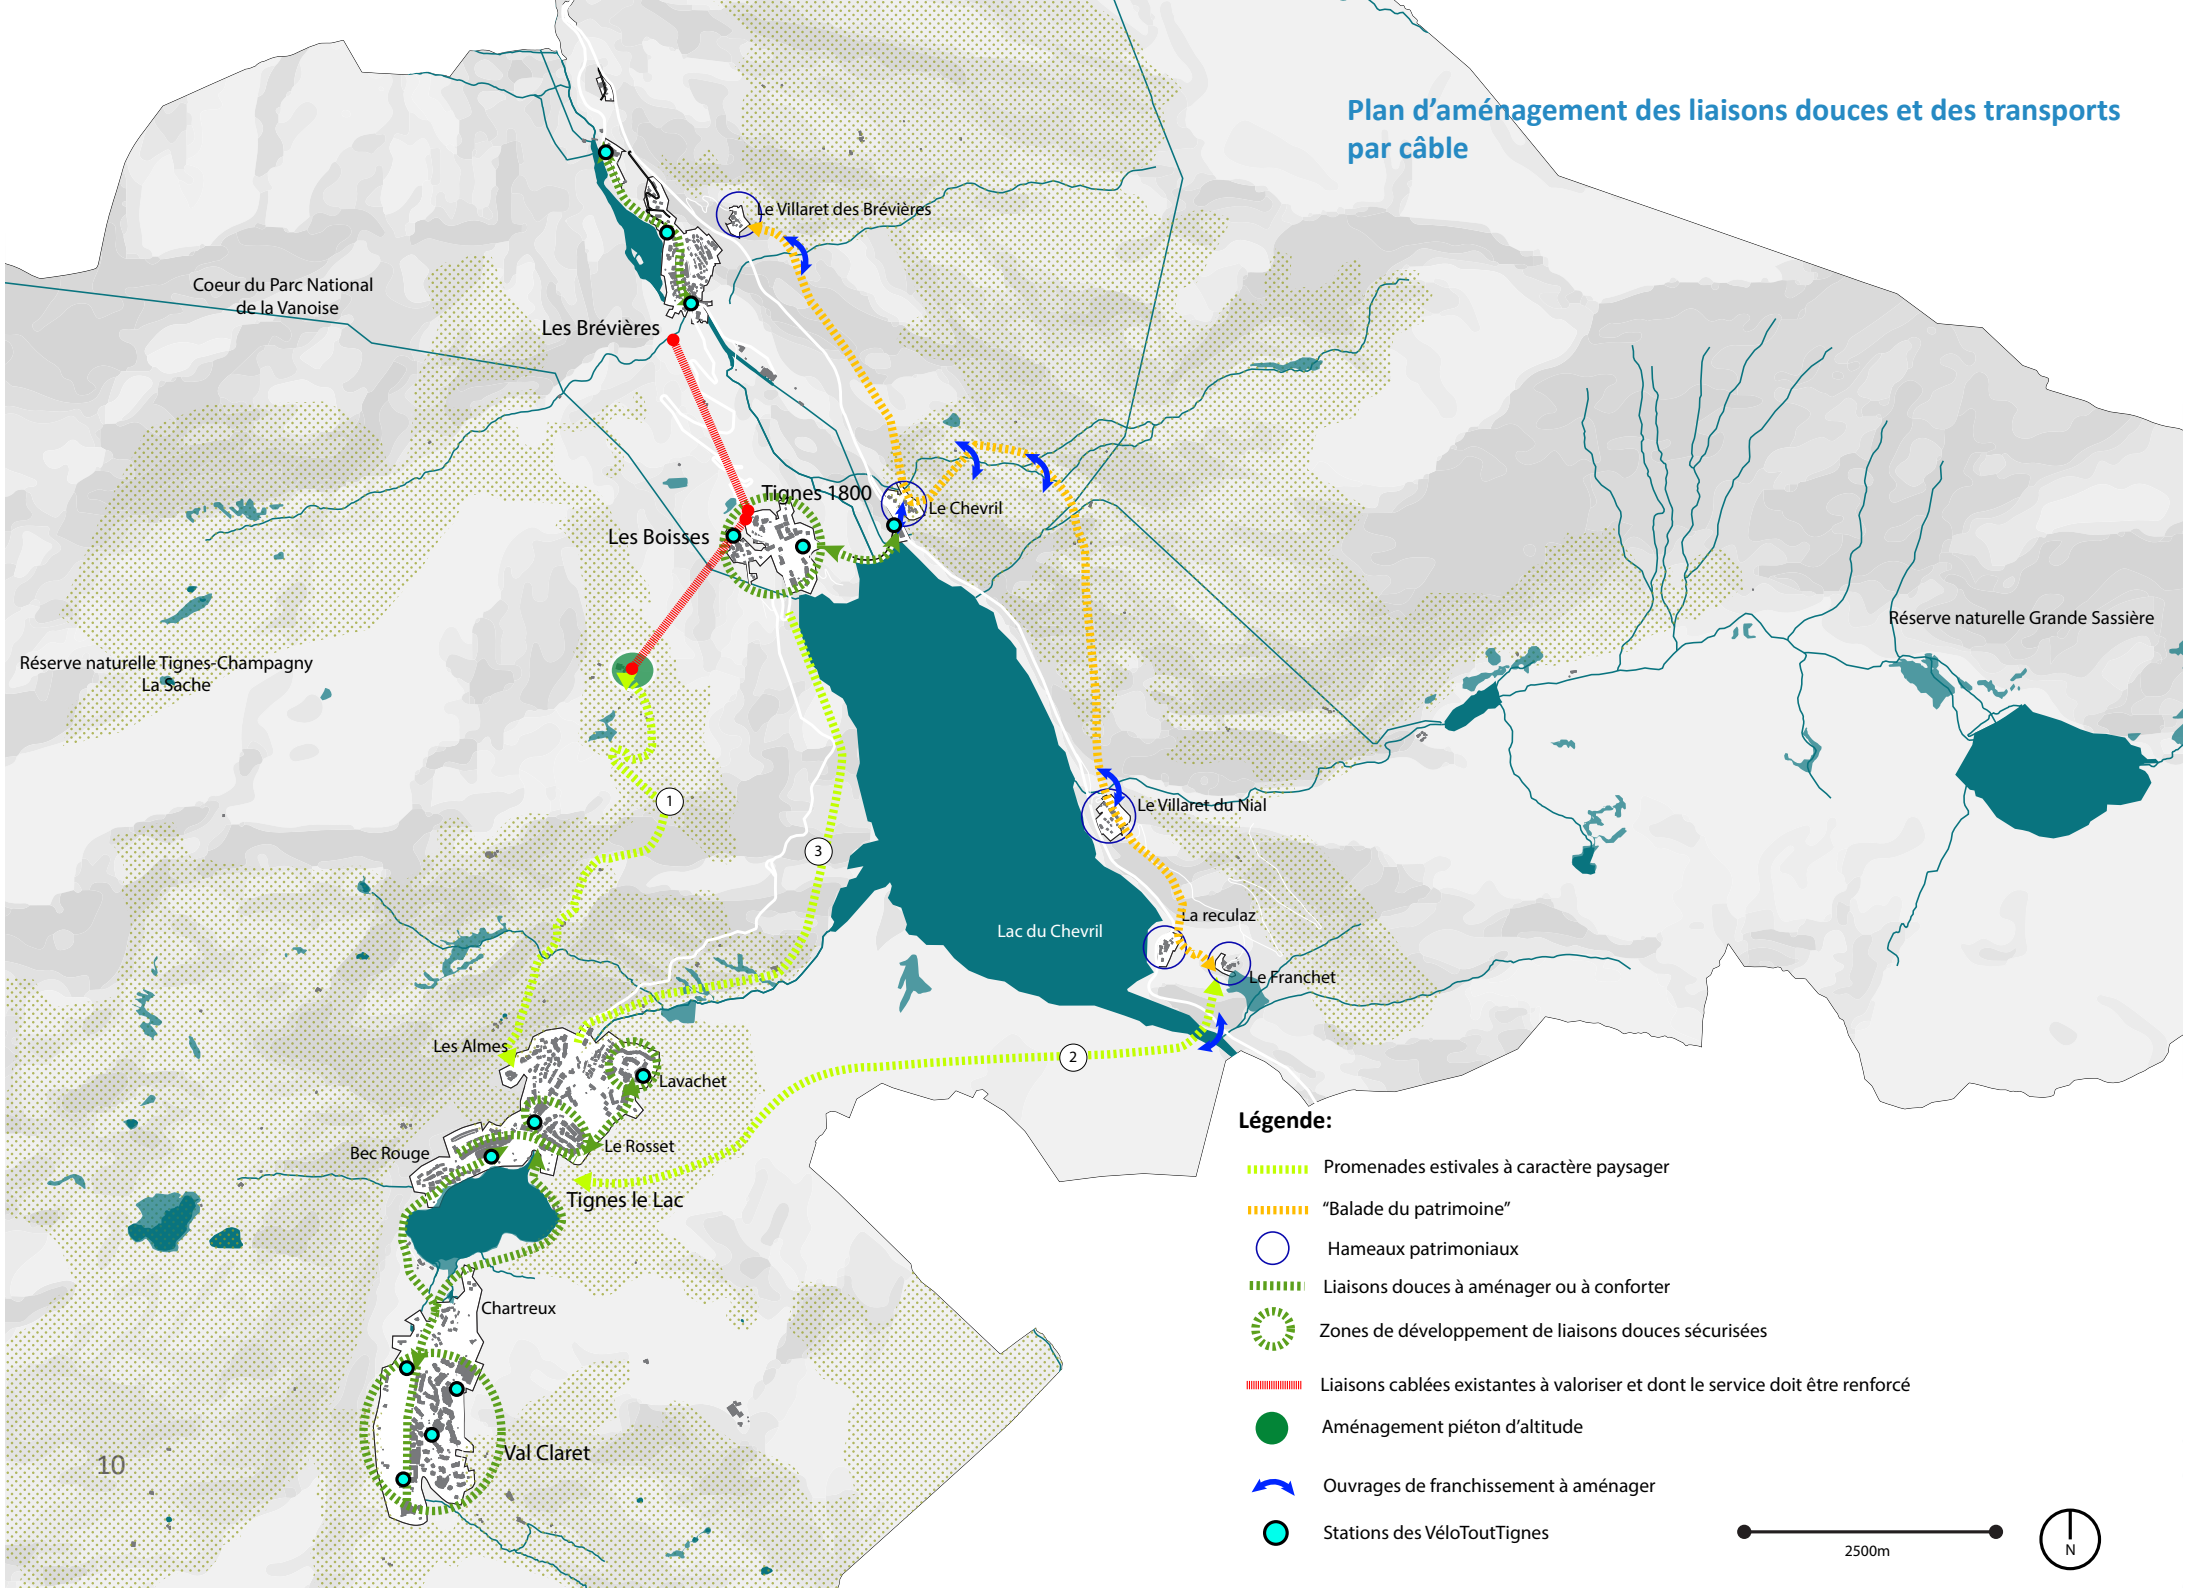 Plan d'aménagement des liaisons douces et des transports
par câble
Le Villaret des Brévières
Coeur du Parc National
de la Vanoise
Les Brévières
Tignes 1800
Le Chevril
Les Boisses
Réserve naturelle Grande Sassière
Réserve naturelle Tignes-Champagny
La Sache
1
Le Villaret du Nial
3
La reculaz
Lac du Chevril
Le Franchet
Les Almes
2
Lavachet
Le Rosset
Bec Rouge
Tignes le Lac
Chartreux
Val Claret
10
Légende:
Promenades estivales à caractère paysager
“Balade du patrimoine”
Hameaux patrimoniaux
Liaisons douces à aménager ou à conforter
Zones de développement de liaisons douces sécurisées
Liaisons cablées existantes à valoriser et dont le service doit être renforcé
Aménagement piéton d'altitude
Ouvrages de franchissement à aménager
Stations des VéloToutTignes
2500m
N